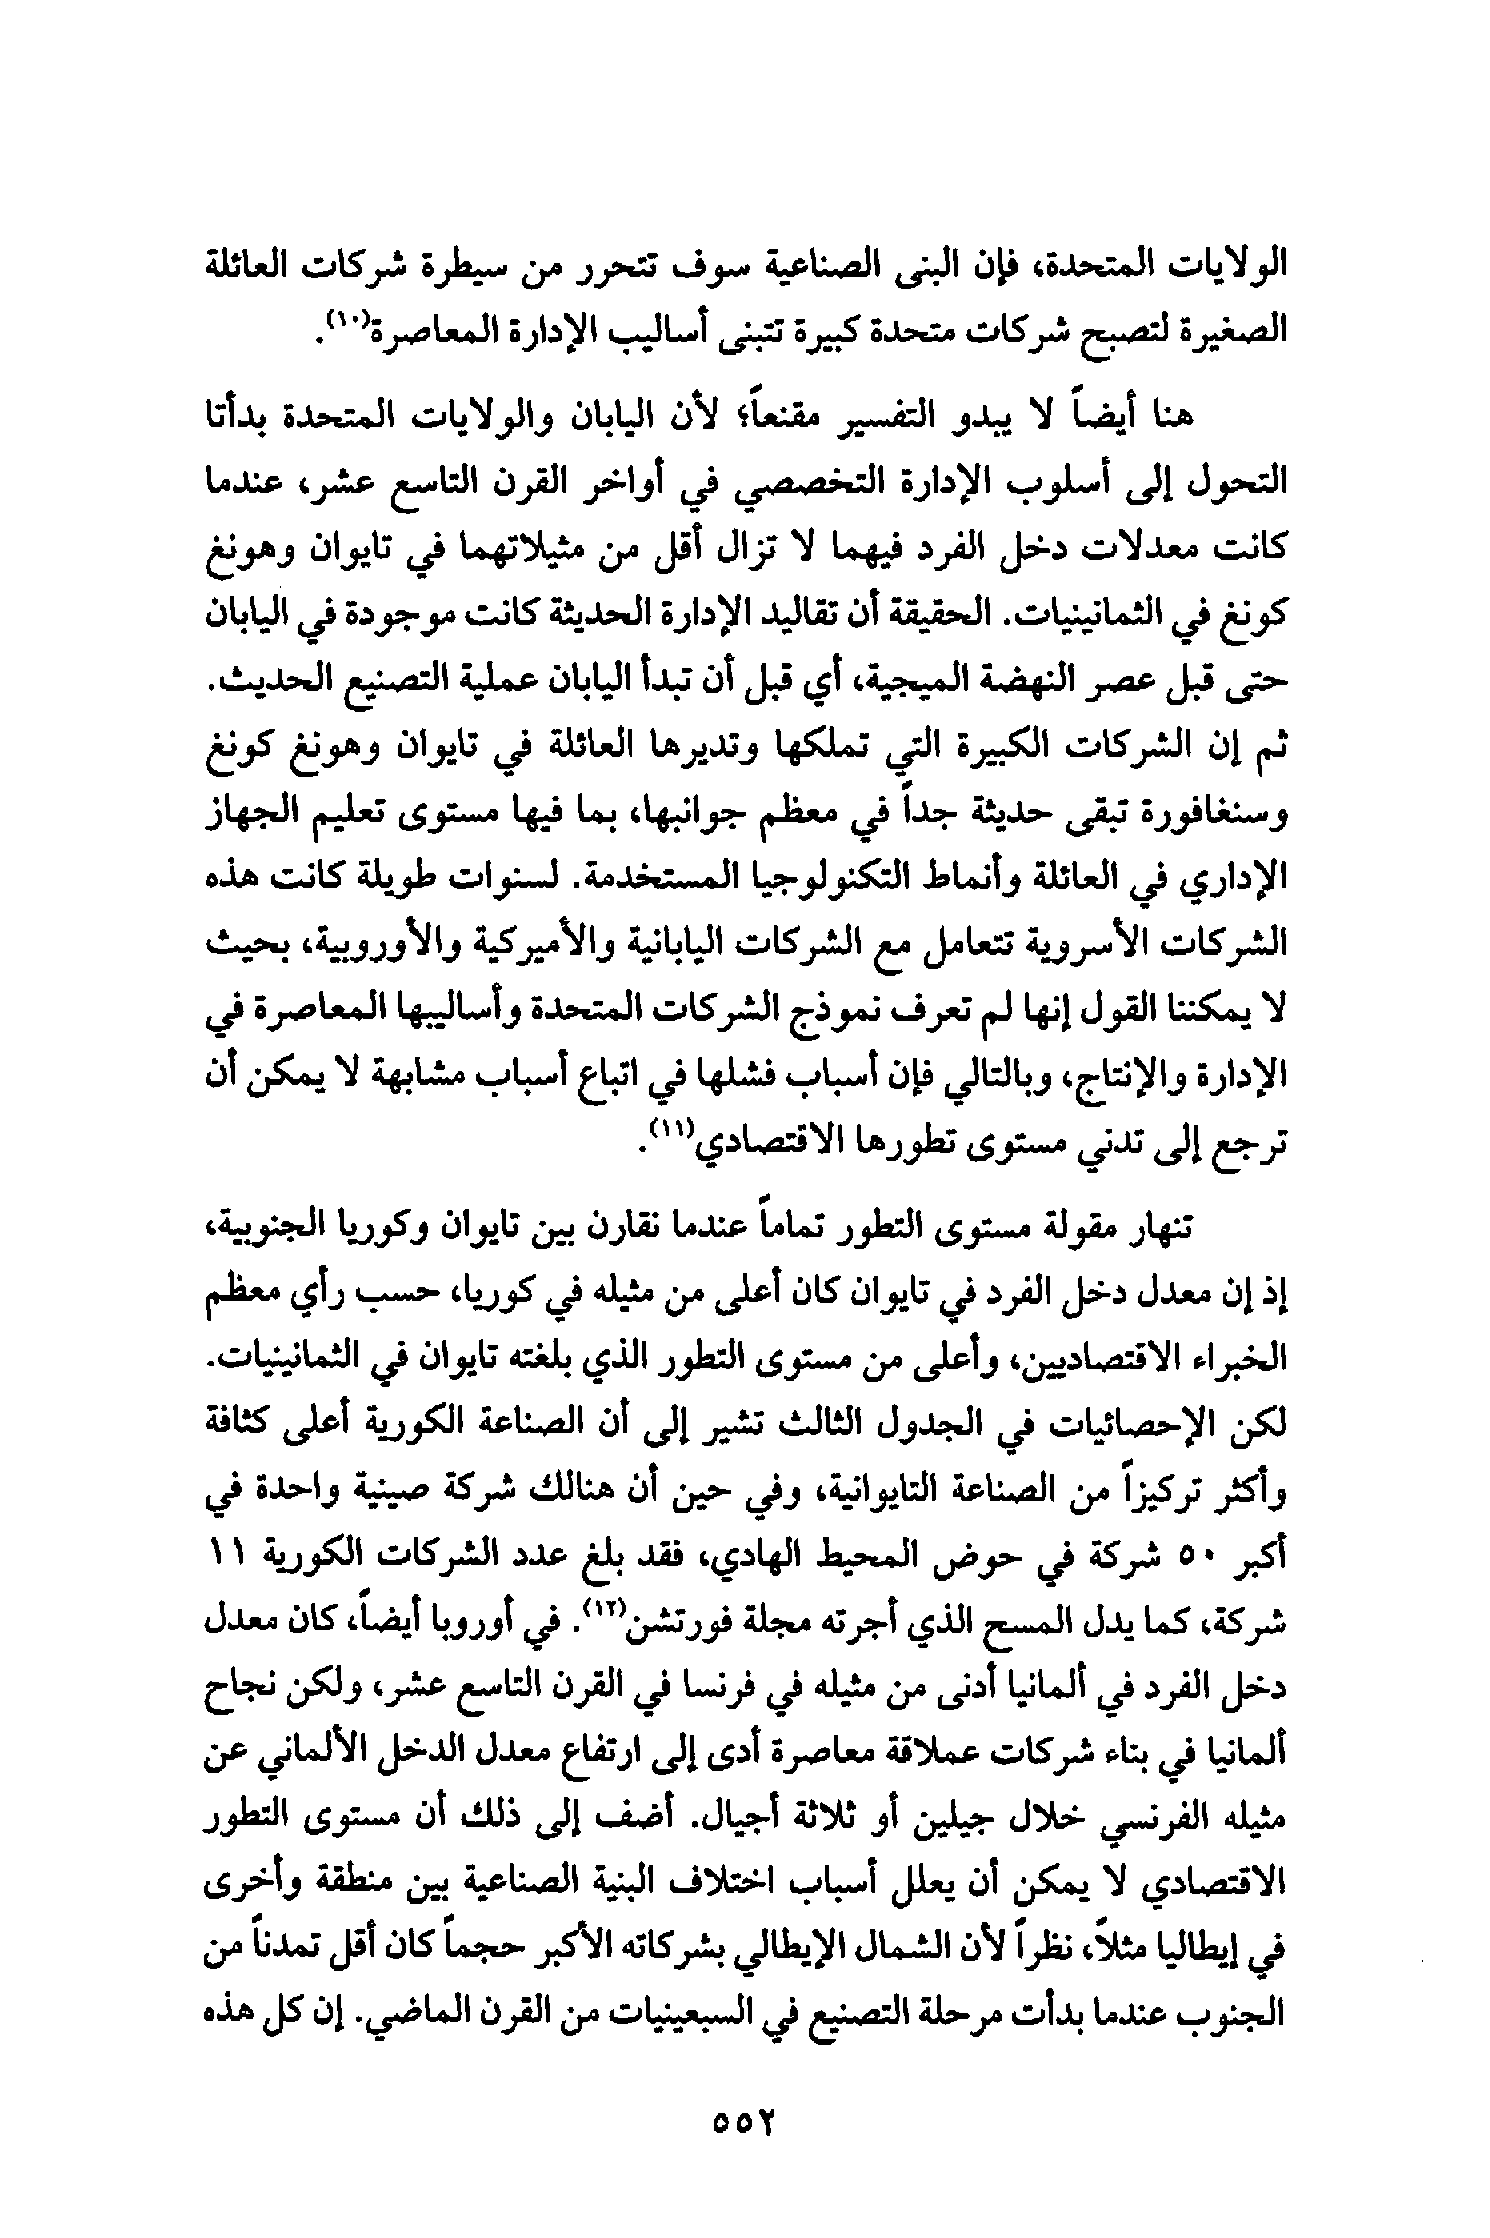 الولايات المتحدة، فإن البنى الصناعية سوف تتحرر من سيطرة شركات العائلة
الصغيرة لتصبح شركات متحدة كبيرة تتبنى أساليب الإدارة المعاصرة(١٠).
هنا أيضاً لا يبدو التفسير مقنعاً؛ لأن اليابان والولايات المتحدة بدأتا
التحول إلى أسلوب الإدارة التخصصي في أواخر القرن التاسع عشر، عندما
كانت معدلات دخل الفرد فيهما لا تزال أقل من مثيلاتهما في تايوان وهونغ
كونغ في الثمانينيات. الحقيقة أن تقاليد الإدارة الحديثة كانت موجودة في اليابان
حتى قبل عصر النهضة الميجية، أي قبل أن تبدأ اليابان عملية التصنيع الحديث.
ثم إن الشركات الكبيرة التي تملكها وتديرها العائلة في تايوان وهونغ كونغ
وسنغافورة تبقى حديثة جداً في معظم جوانبها، بما فيها مستوى تعليم الجهاز
الإداري في العائلة وأنماط التكنولوجيا المستخدمة. لسنوات طويلة كانت هذه
الشركات الأسروية تتعامل مع الشركات اليابانية والأميركية والأوروبية، بحيث
لا يمكننا القول إنها لم تعرف نموذج الشركات المتحدة وأساليبها المعاصرة في
الإدارة والإنتاج، وبالتالي فإن أسباب فشلها في اتباع أسباب مشابهة لا يمكن أن
ترجع إلى تدني مستوى تطورها الاقتصادي(١١).
تنهار مقولة مستوى التطور تماماً عندما نقارن بين تايوان وكوريا الجنوبية،
إذ إن معدل دخل الفرد في تايوان كان أعلى من مثيله في كوريا، حسب رأي معظم
الخبراء الاقتصاديين، وأعلى من مستوى التطور الذي بلغته تايوان في الثمانينيات.
لكن الإحصائيات في الجدول الثالث تشير إلى أن الصناعة الكورية أعلى كثافة
وأكثر تركيزاً من الصناعة التايوانية، وفي حين أن هنالك شركة صينية واحدة في
أكبر ٥٠ شركة في حوض المحيط الهادي، فقد بلغ عدد الشركات الكورية ١١
شركة، كما يدل المسح الذي أجرته مجلة فورتشن(١٢). في أوروبا أيضاً، كان معدل
دخل الفرد في ألمانيا أدنى من مثيله في فرنسا في القرن التاسع عشر، ولكن نجاح
ألمانيا في بناء شركات عملاقة معاصرة أدى إلى ارتفاع معدل الدخل الألماني عن
مثيله الفرنسي خلال جيلين أو ثلاثة أجيال. أضف إلى ذلك أن مستوى التطور
الاقتصادي لا يمكن أن يعلل أسباب اختلاف البنية الصناعية بين منطقة وأخرى
في إيطاليا مثلاً، نظراً لأن الشمال الإيطالي بشركاته الأكبر حجماً كان أقل تمدناً من
الجنوب عندما بدأت مرحلة التصنيع في السبعينيات من القرن الماضي. إن كل هذه
٥٥٢